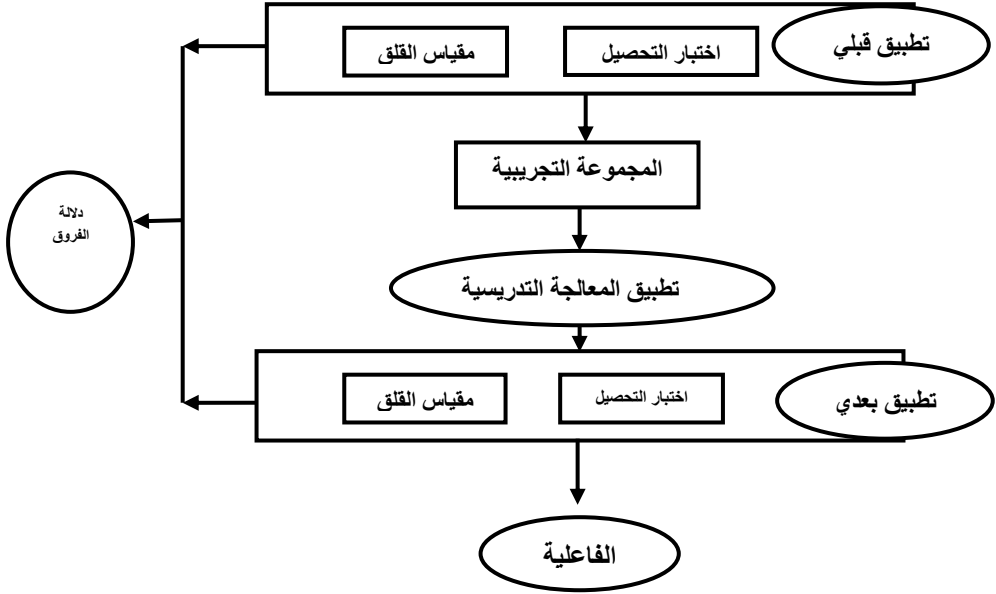 تطبيق قبلي
اختبار التحصيل
مقياس القلق
المجموعة التجريبية
دلالة
الفروق
تطبيق المعالجة التدريسية
تطبيق بعدي
اختبار التحصيل
مقياس القلق
الفاعلية